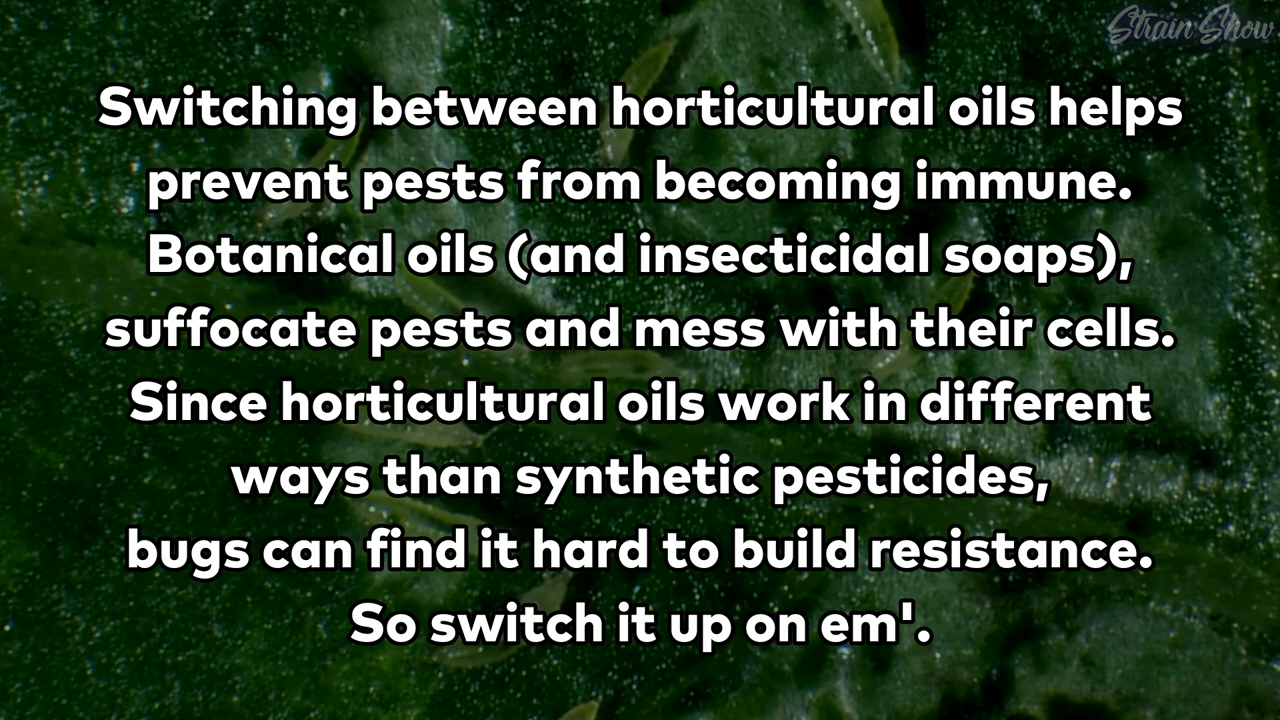 Strain Show
Switching between horticultural oils helps
prevent pests from becoming immune.
Botanical oils (and insecticidal soaps),
suffocate pests and mess with their cells.
Since horticultural oils work in different
ways than synthetic pesticides,
bugs can find it hard to build resistance.
So switch it up on em'.